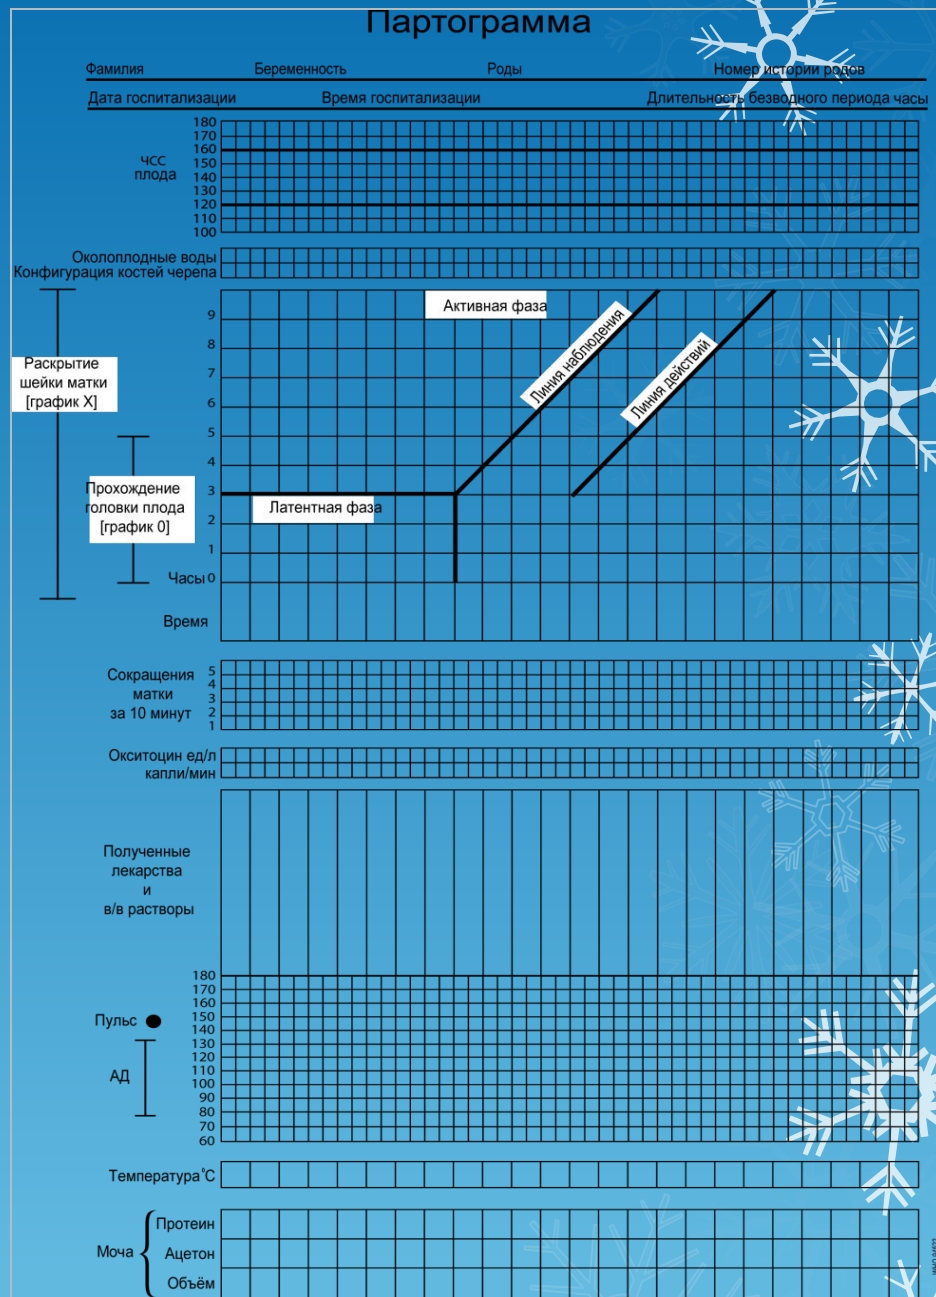 Партограмма
Фамилия Беременность Роды Номер истории родов
Дата госпитализации Время госпитализации Длительность безводного периода часы
180
170
160
150
140
130
120
110
100
ЧСС
плода
Околоплодные воды
Конфигурация костей черепа
Активная фаза
Линия наблюдения
Линия действий
9
8
7
6
5
4
3
2
1
0
Раскрытие
шейки матки
[график X]
Прохождение
головки плода
[график 0]
Латентная фаза
Часы
Время
Сокращения
матки
за 10 минут
5
4
3
2
1
Окситоцин ед/л
капли/мин
Полученные
лекарства
и
в/в растворы
180
170
160
150
140
130
120
110
100
90
80
70
60
Пульс
АД
Температура °C
Моча
Протеин
Ацетон
Объём